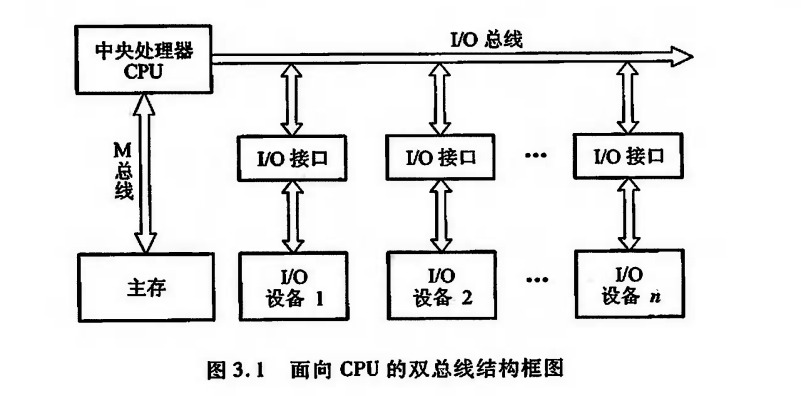 中央处理器
CPU
I/O 总线
M
总
线
I/O 接口
I/O 接口
…
I/O 接口
主存
I/O
设备 1
I/O
设备 2
…
I/O
设备 n
图 3.1 面向 CPU 的双总线结构框图